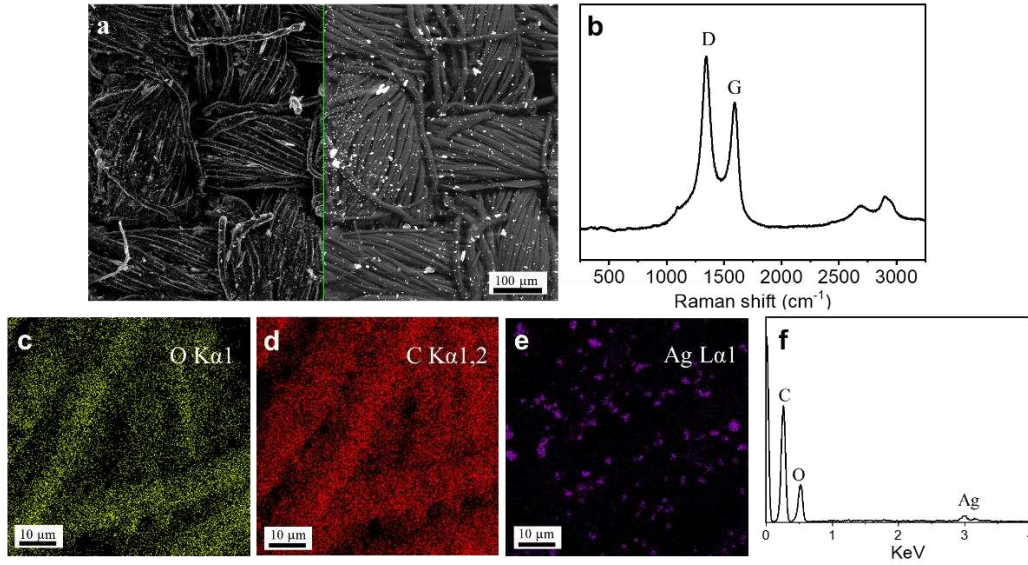 a
100 µm
b
D
G
500 1000 1500 2000 2500 3000
Raman shift (cm⁻¹)
c
O Kα1
10 µm
d
C Kα1,2
10 µm
e
Ag Lα1
10 µm
f
C
O
Ag
0 1 2 3 4
KeV